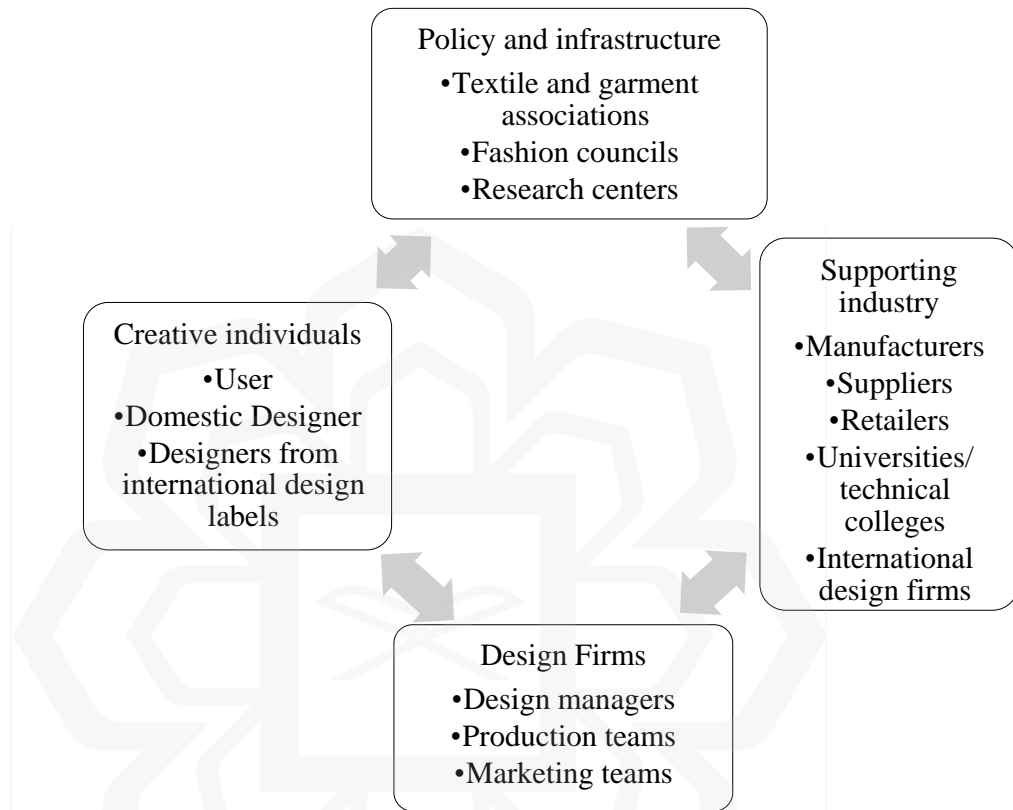 Policy and infrastructure
•Textile and garment
associations
•Fashion councils
•Research centers
Supporting
industry
•Manufacturers
•Suppliers
•Retailers
•Universities/
technical
colleges
•International
design firms
Creative individuals
•User
•Domestic Designer
•Designers from
international design
labels
Design Firms
•Design managers
•Production teams
•Marketing teams